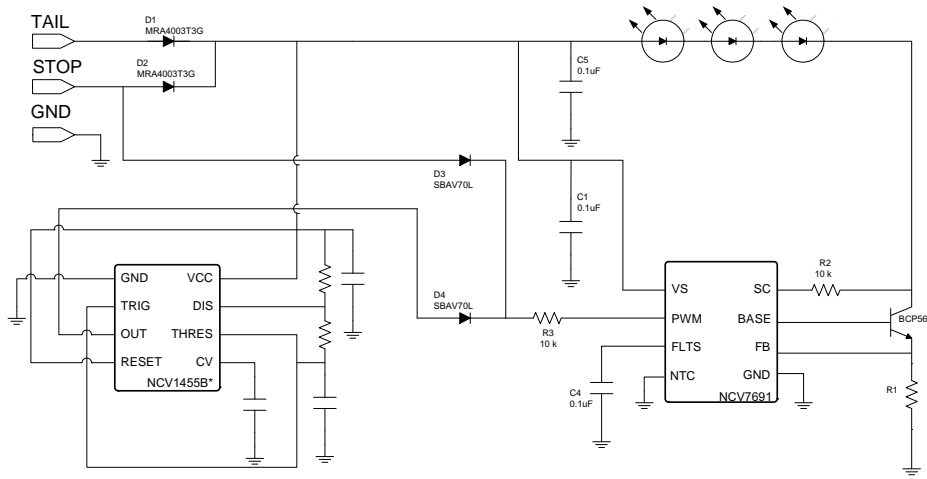 TAIL
D1
MRA4003T3G
STOP
D2
MRA4003T3G
GND
C5
0.1uF
D3
SBAV70L
C1
0.1uF
GND
VCC
TRIG
DIS
OUT
THRES
RESET
CV
NCV1455B*
D4
SBAV70L
R3
10 k
C4
0.1uF
VS
SC
PWM
BASE
FLTS
FB
NTC
GND
NCV7691
R2
10 k
BCP56
R1